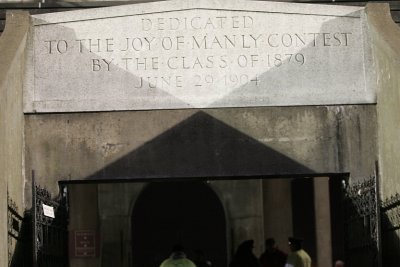 DEDICATED
TO THE JOY OF MANLY CONTEST
BY THE CLASS OF 1879
JUNE 29 1904